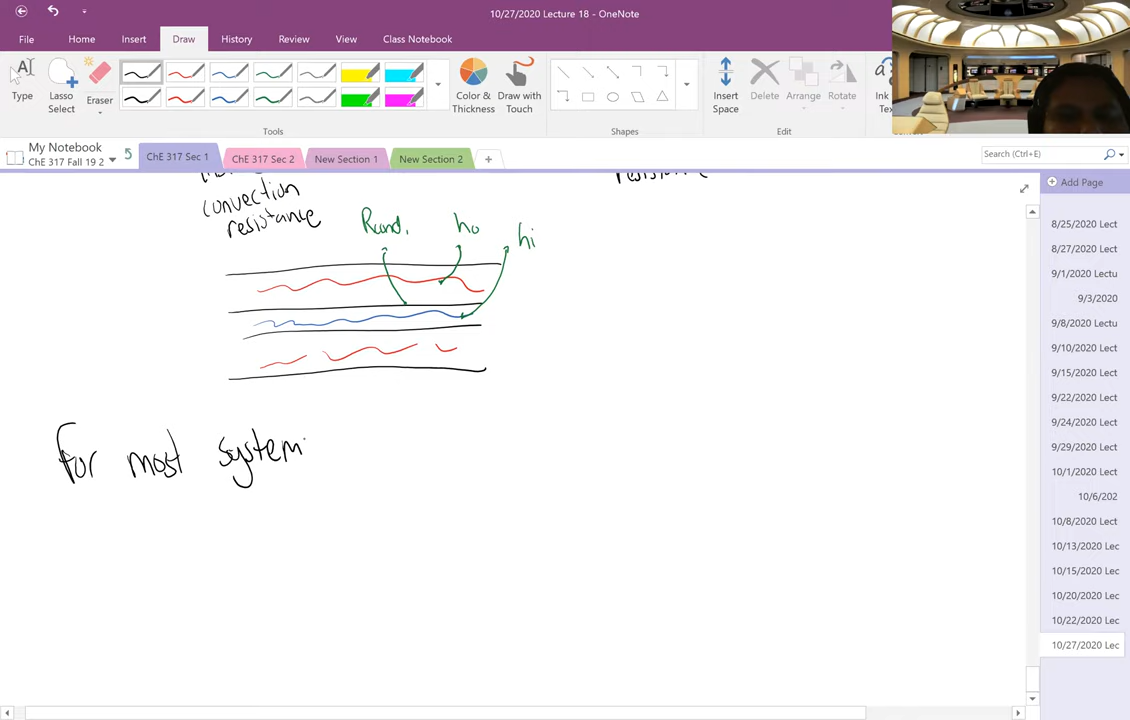 10/27/2020 Lecture 18 - OneNote
File Home Insert Draw History Review View Class Notebook
Type
Lasso Select
Eraser
Color & Thickness
Draw with Touch
Insert Space
Delete
Arrange
Rotate
Ink
Tex
Tools
Shapes
Edit
My Notebook
ChE 317 Fall 19 2
ChE 317 Sec 1
ChE 317 Sec 2
New Section 1
New Section 2
+
Search (Ctrl+E)
Add Page
8/25/2020 Lect
8/27/2020 Lect
9/1/2020 Lectu
9/3/2020
9/8/2020 Lectu
9/10/2020 Lect
9/15/2020 Lect
9/22/2020 Lect
9/24/2020 Lect
9/29/2020 Lect
10/1/2020 Lect
10/6/202
10/8/2020 Lect
10/13/2020 Lec
10/15/2020 Lec
10/20/2020 Lec
10/22/2020 Lec
10/27/2020 Lec
convection
resistance
resistance
Rcond.
ho
hi
For most system